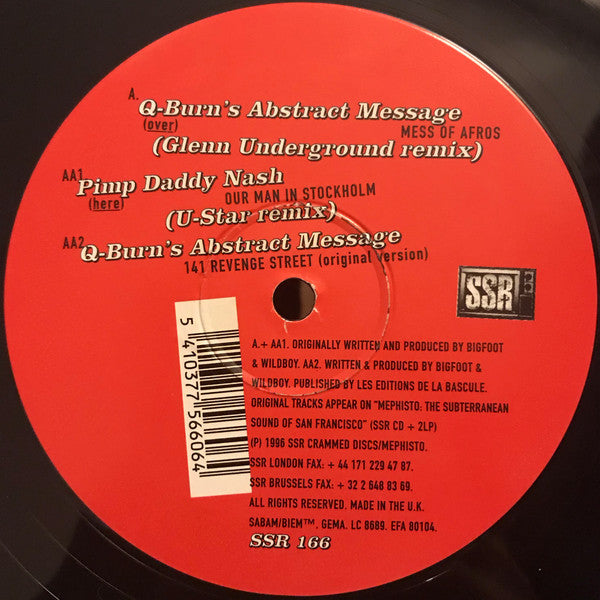 A.
Q-Burn's Abstract Message
(over) MESS OF AFROS
(Glenn Underground remix)
AA1
Pimp Daddy Nash
(here) OUR MAN IN STOCKHOLM
(U-Star remix)
AA2
Q-Burn's Abstract Message
141 REVENGE STREET (original version)
SSR
5 410377 566064
A.+ AA1. ORIGINALLY WRITTEN AND PRODUCED BY BIGFOOT
& WILDBOY. AA2. WRITTEN & PRODUCED BY BIGFOOT &
WILDBOY. PUBLISHED BY LES EDITIONS DE LA BASCULE.
ORIGINAL TRACKS APPEAR ON "MEPHISTO: THE SUBTERRANEAN
SOUND OF SAN FRANCISCO" (SSR CD + 2LP)
(P) 1996 SSR CRAMMED DISCS/MEPHISTO.
SSR LONDON FAX: + 44 171 229 47 87.
SSR BRUSSELS FAX: + 32 2 648 83 69.
ALL RIGHTS RESERVED. MADE IN THE U.K.
SABAM/BIEM™. GEMA. LC 8689. EFA 80104.
SSR 166